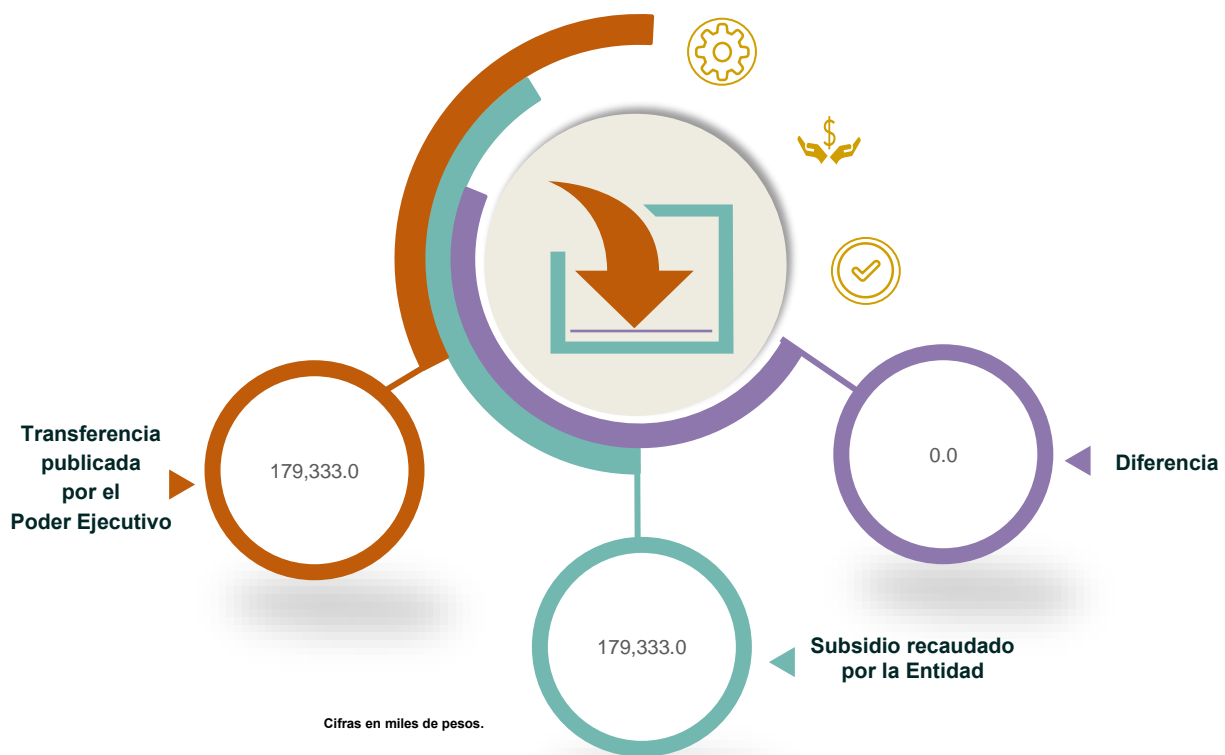 Transferencia
publicada
por el
Poder Ejecutivo
179,333.0
0.0
Diferencia
179,333.0
Subsidio recaudado
por la Entidad
Cifras en miles de pesos.
$